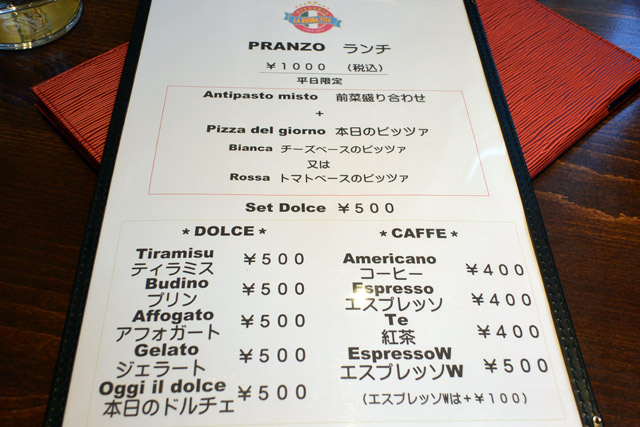 LA BUONA VITA
PRANZO ランチ
¥1000 (税込)
平日限定
Antipasto misto 前菜盛り合わせ
+
Pizza del giorno 本日のピッツァ
Bianca チーズベースのピッツァ
又は
Rossa トマトベースのピッツァ
Set Dolce ¥500
*DOLCE*
Tiramisu ¥500
ティラミス
Budino ¥500
プリン
Affogato ¥500
アフォガート
Gelato ¥500
ジェラート
Oggi il dolce ¥500
本日のドルチェ
*CAFFE*
Americano ¥400
コーヒー
Espresso ¥400
エスプレッソ
Te ¥400
紅茶
EspressoW ¥500
エスプレッソW
(エスプレッソWは+¥100)